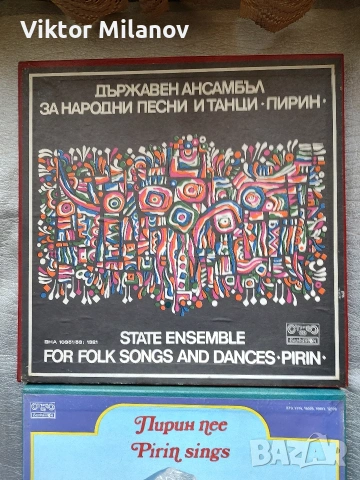 Viktor Milanov
ДЪРЖАВЕН АНСАМБЪЛ
ЗА НАРОДНИ ПЕСНИ И ТАНЦИ · ПИРИН ·
STATE ENSEMBLE
FOR FOLK SONGS AND DANCES · PIRIN ·
Пирин пее
Pirin sings
BAZAR